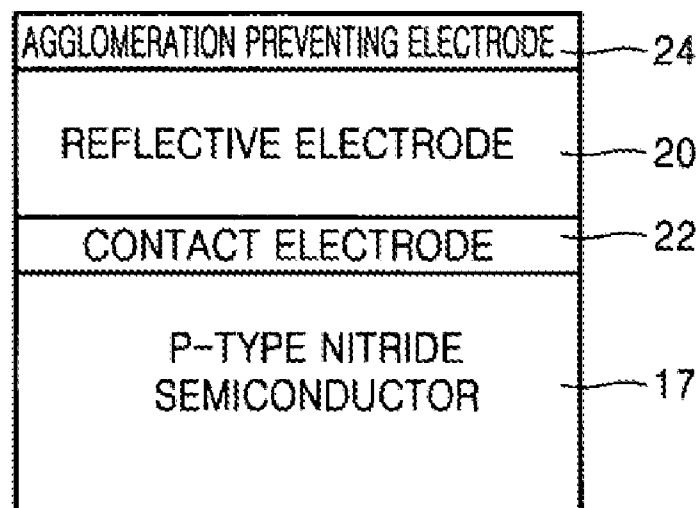 AGGLOMERATION PREVENTING ELECTRODE 24
REFLECTIVE ELECTRODE 20
CONTACT ELECTRODE 22
P-TYPE NITRIDE
SEMICONDUCTOR 17